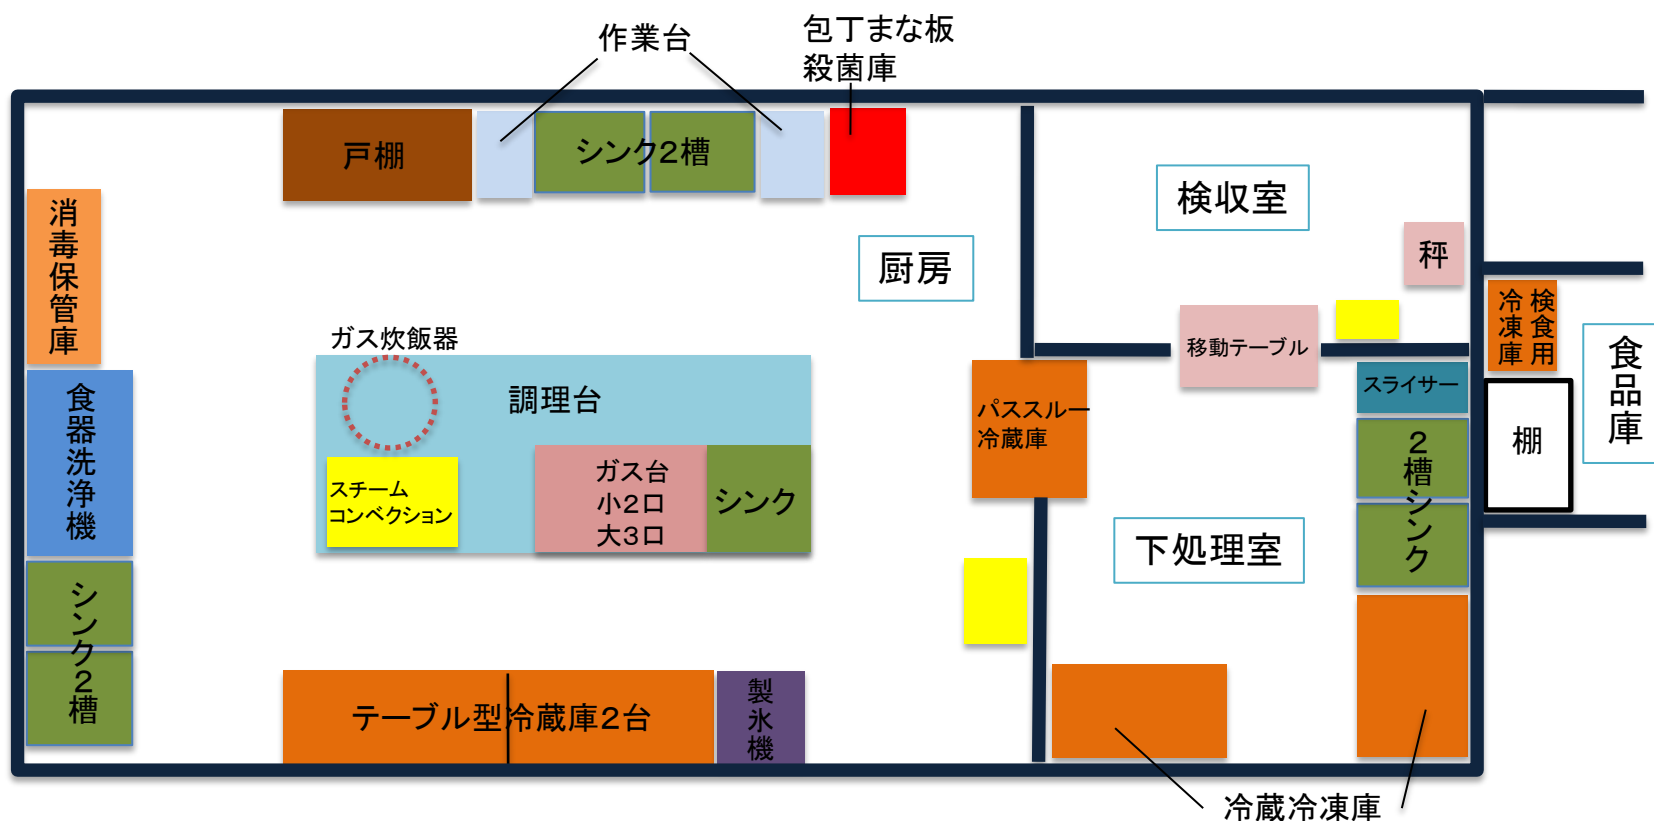 作業台
包丁まな板
殺菌庫
戸棚
シンク2槽
検収室
消毒保管庫
厨房
秤
ガス炊飯器
検食用
冷凍庫
移動テーブル
食品庫
スライサー
食器洗浄機
調理台
パススルー
冷蔵庫
棚
2槽シンク
ガス台
小2口
大3口
シンク
スチーム
コンベクション
下処理室
シンク2槽
テーブル型冷蔵庫2台
製氷機
冷蔵冷凍庫